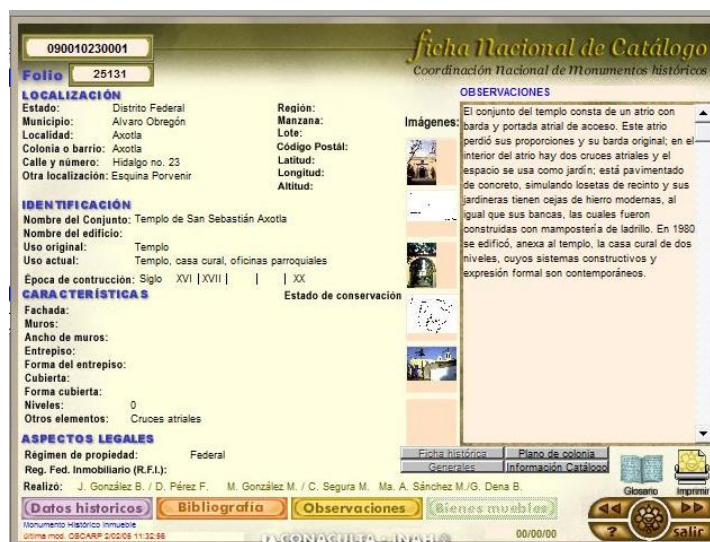 090010230001
ficha Nacional de Catálogo
Folio 25131
Coordinación Nacional de Monumentos históricos
LOCALIZACIÓN
Estado: Distrito Federal
Municipio: Alvaro Obregón
Localidad: Axotla
Colonia o barrio: Axotla
Calle y número: Hidalgo no. 23
Otra localización: Esquina Porvenir
Región:
Manzana:
Lote:
Código Postál:
Latitud:
Longitud:
Altitud:
Imágenes:
IDENTIFICACIÓN
Nombre del Conjunto: Templo de San Sebastián Axotla
Nombre del edificio:
Uso original: Templo
Uso actual: Templo, casa cural, oficinas parroquiales
Época de contrucción: Siglo XVI | XVII | | | XX
CARACTERÍSTICAS
Estado de conservación
Fachada:
Muros:
Ancho de muros:
Entrepiso:
Forma del entrepiso:
Cubierta:
Forma cubierta:
Niveles: 0
Otros elementos: Cruces atriales
ASPECTOS LEGALES
Régimen de propiedad: Federal
Reg. Fed. Inmobiliario (R.F.I.):
Realizó: J. González B. / D. Pérez F. M. González M. / C. Segura M. Ma. A. Sánchez M./G. Dena B.
OBSERVACIONES
El conjunto del templo consta de un atrio con
barda y portada atrial de acceso. Este atrio
perdió sus proporciones y su barda original; en el
interior del atrio hay dos cruces atriales y el
espacio se usa como jardín; está pavimentado
de concreto, simulando losetas de recinto y sus
jardineras tienen cejas de hierro modernas, al
igual que sus bancas, las cuales fueron
construidas con mampostería de ladrillo. En 1980
se edificó, anexa al templo, la casa cural de dos
niveles, cuyos sistemas constructivos y
expresión formal son contemporáneos.
Ficha histórica
Plano de colonia
Generales
Información Catálogo
Glosario
Imprimir
Datos historicos
Bibliografía
Observaciones
Bienes muebles
Monumento Histórico Inmueble
última mod. OSCARP 2/02/05 11:32:56
CONACULTA - INAH
00/00/00
?
salir